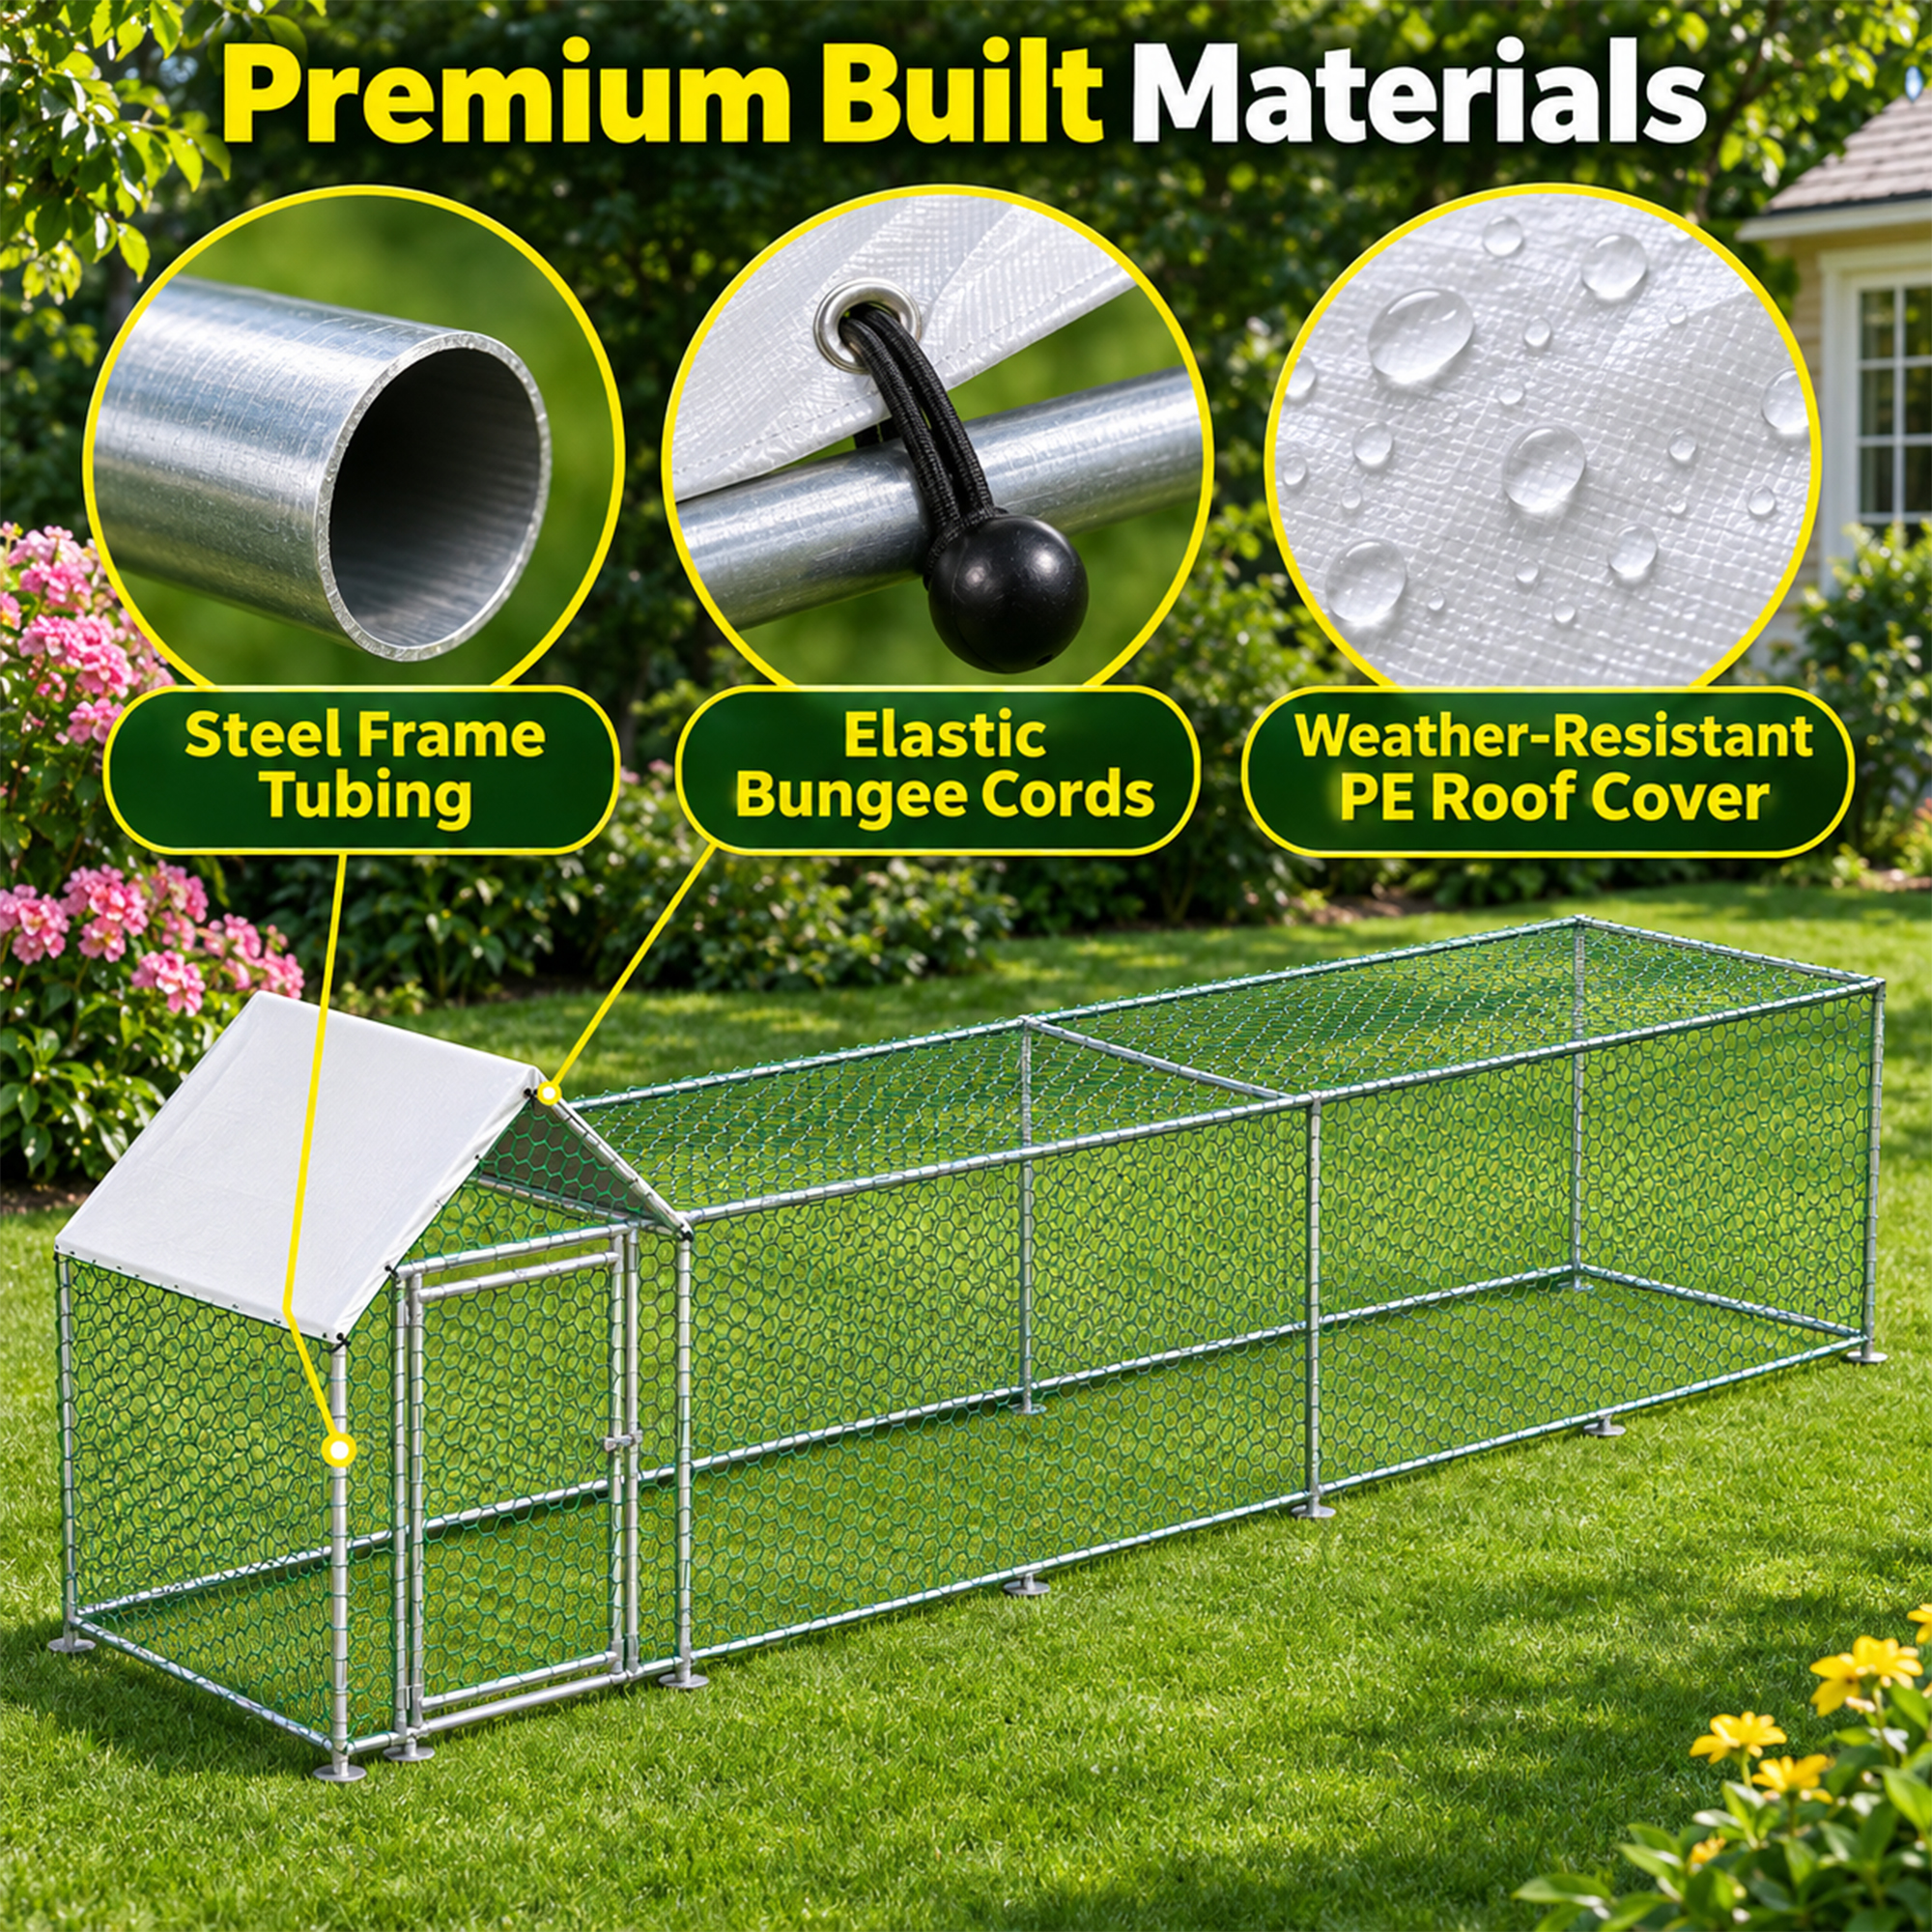 Premium Built Materials
Steel Frame
Tubing
Elastic
Bungee Cords
Weather-Resistant
PE Roof Cover